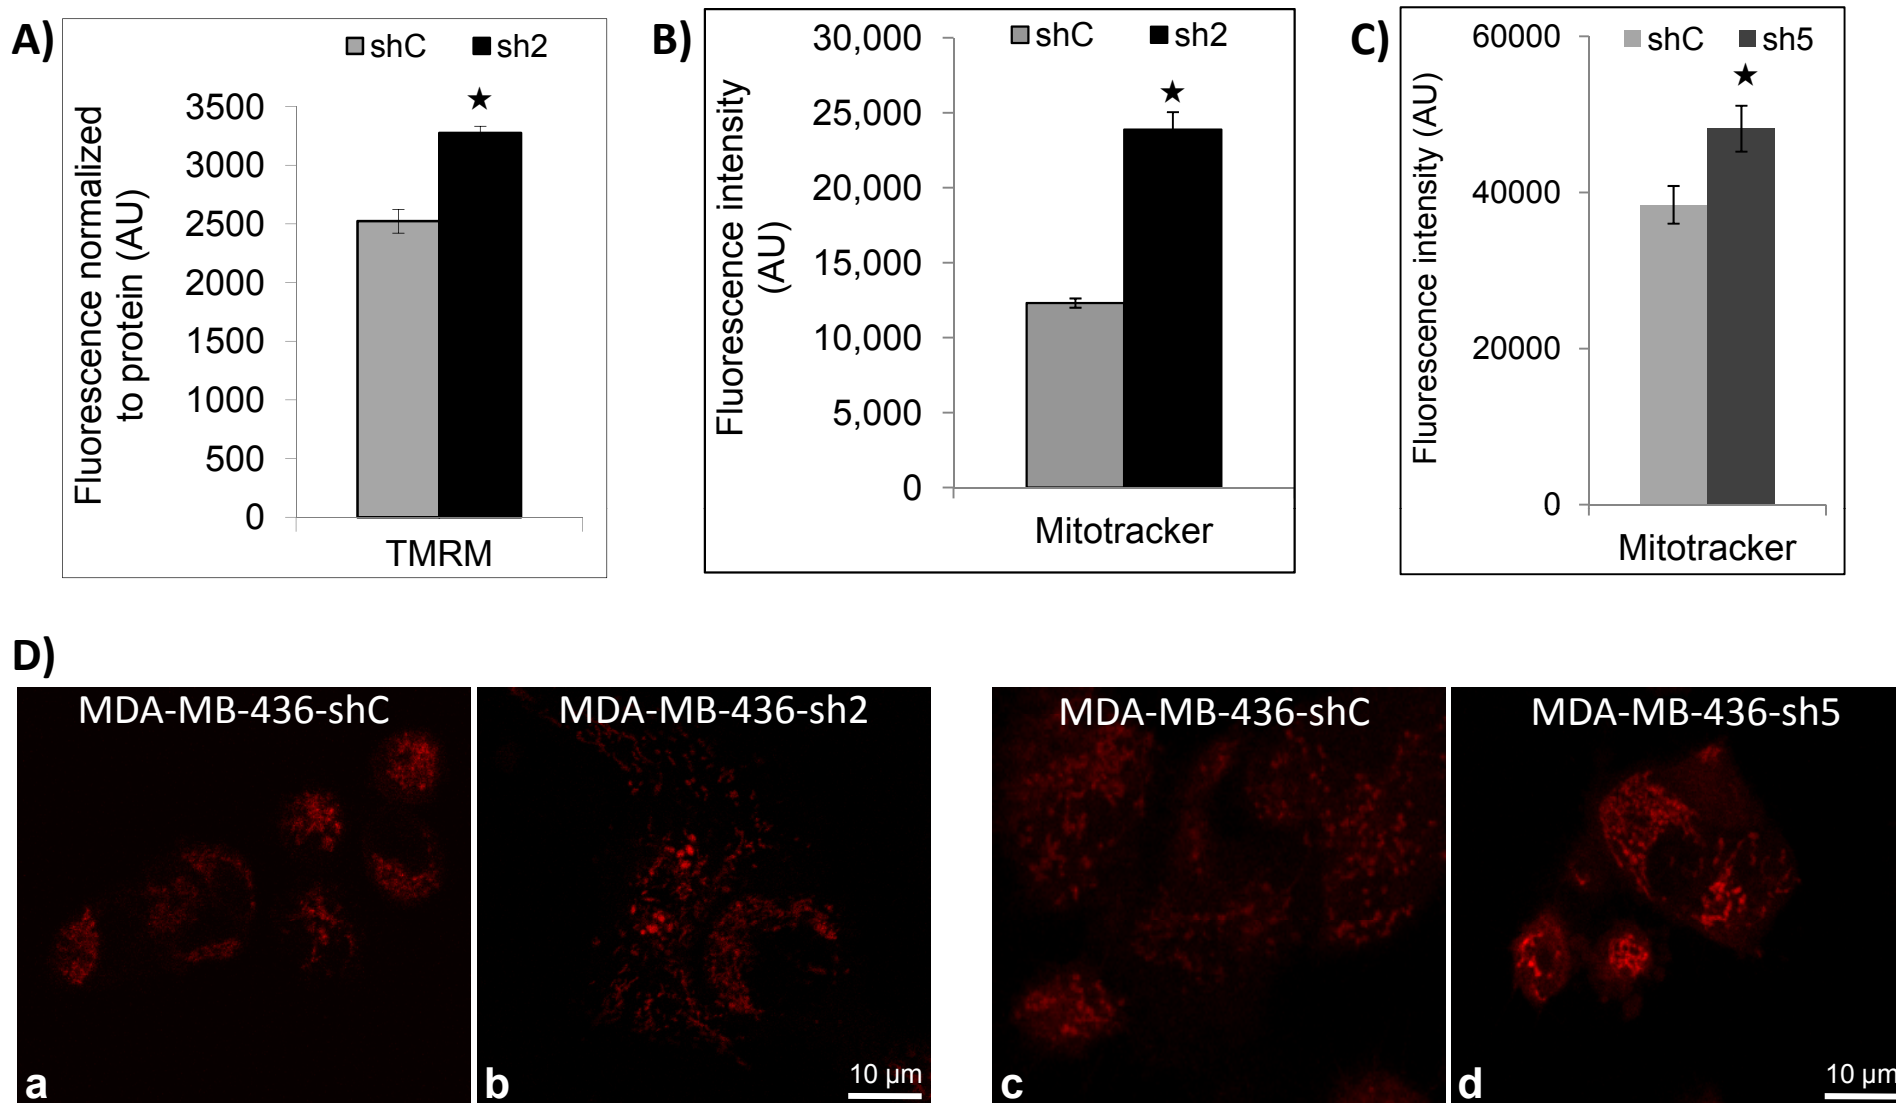 A)
shC sh2
Fluorescence normalized
to protein (AU)
3500
3000
2500
2000
1500
1000
500
0
TMRM
B)
shC sh2
Fluorescence intensity
(AU)
30,000
25,000
20,000
15,000
10,000
5,000
0
Mitotracker
C)
shC sh5
Fluorescence intensity (AU)
60000
40000
20000
0
Mitotracker
D)
MDA-MB-436-shC
a
MDA-MB-436-sh2
b
10 µm
MDA-MB-436-shC
c
MDA-MB-436-sh5
d
10 µm